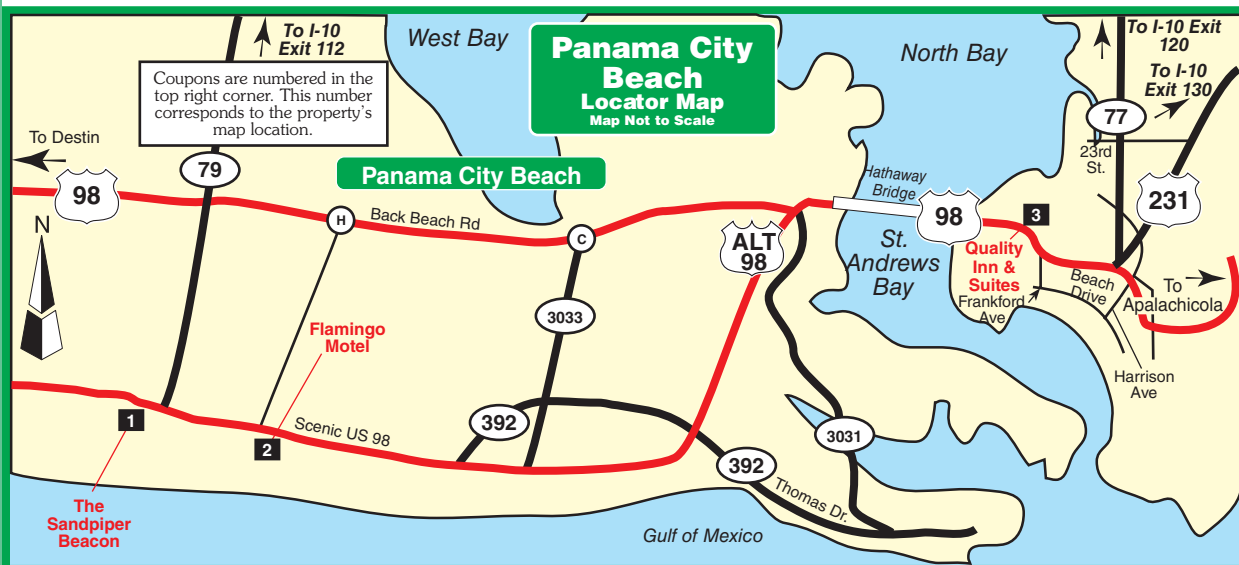 To I-10
Exit 112
West Bay
Panama City
Beach
Locator Map
Map Not to Scale
North Bay
To I-10 Exit
120
To I-10
Exit 130
Coupons are numbered in the
top right corner. This number
corresponds to the property's
map location.
To Destin
98
79
Panama City Beach
77
23rd
St.
231
Hathaway
Bridge
98
3
H
Back Beach Rd
C
ALT
98
St.
Andrews
Bay
Quality
Inn &
Suites
Frankford
Ave
Beach
Drive
To
Apalachicola
N
3033
Flamingo
Motel
Harrison
Ave
1
2
Scenic US 98
392
3031
392
Thomas Dr.
The
Sandpiper
Beacon
Gulf of Mexico